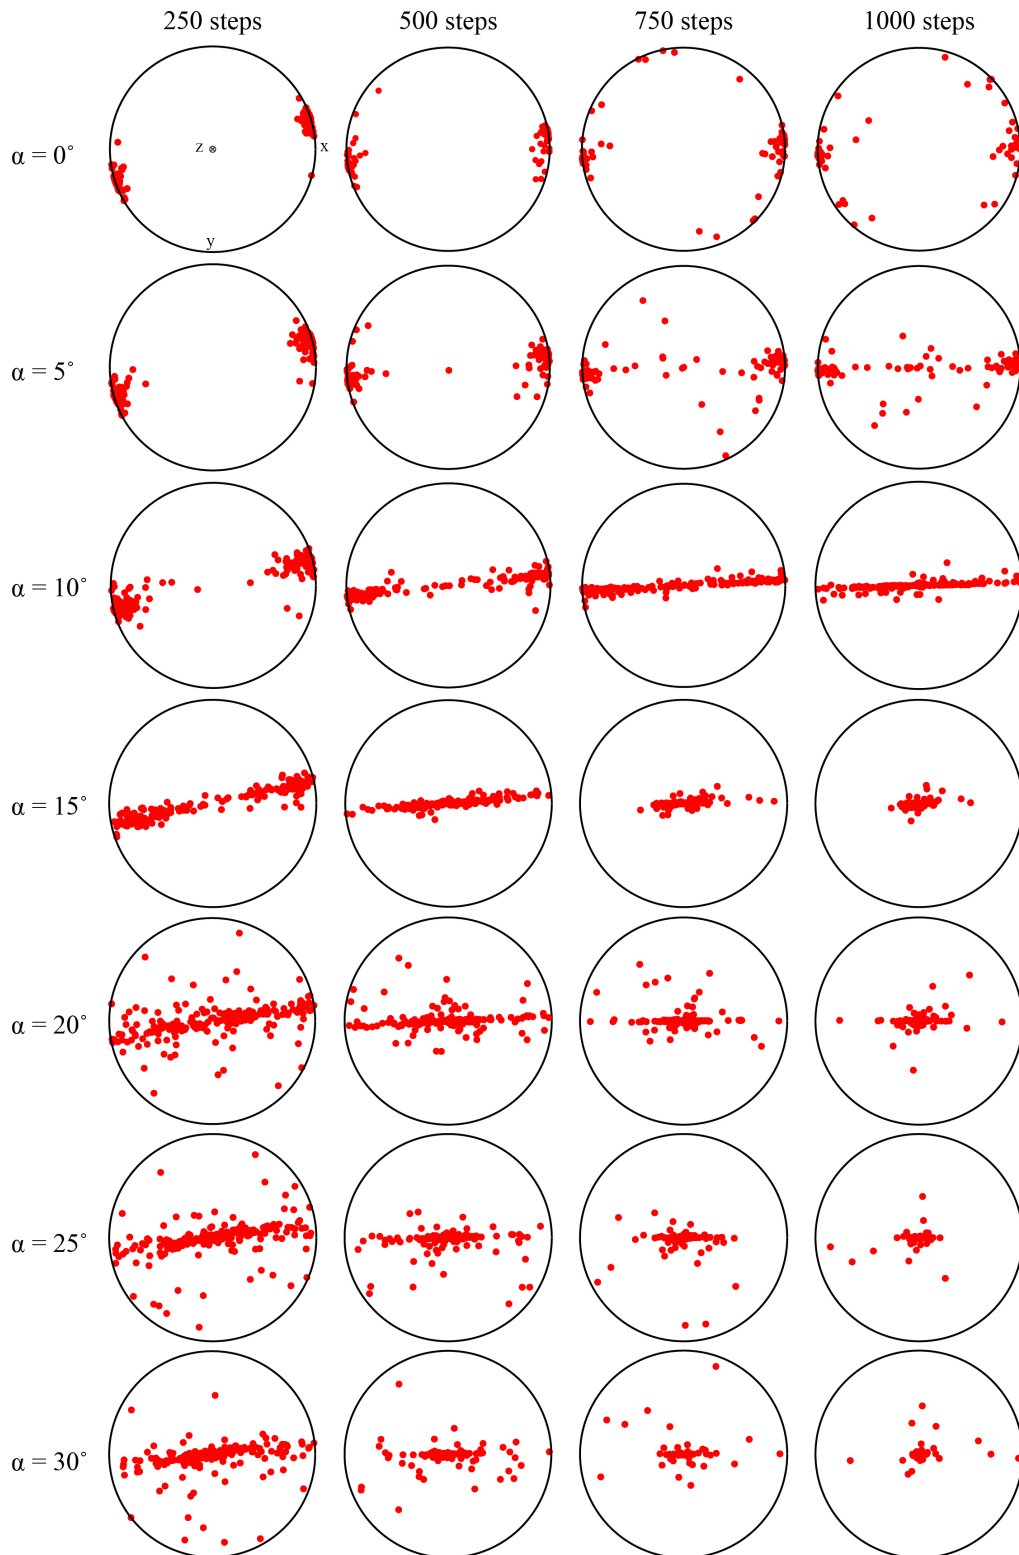 250 steps 500 steps 750 steps 1000 steps
α = 0˚
z ⊗ x
y
α = 5˚
α = 10˚
α = 15˚
α = 20˚
α = 25˚
α = 30˚